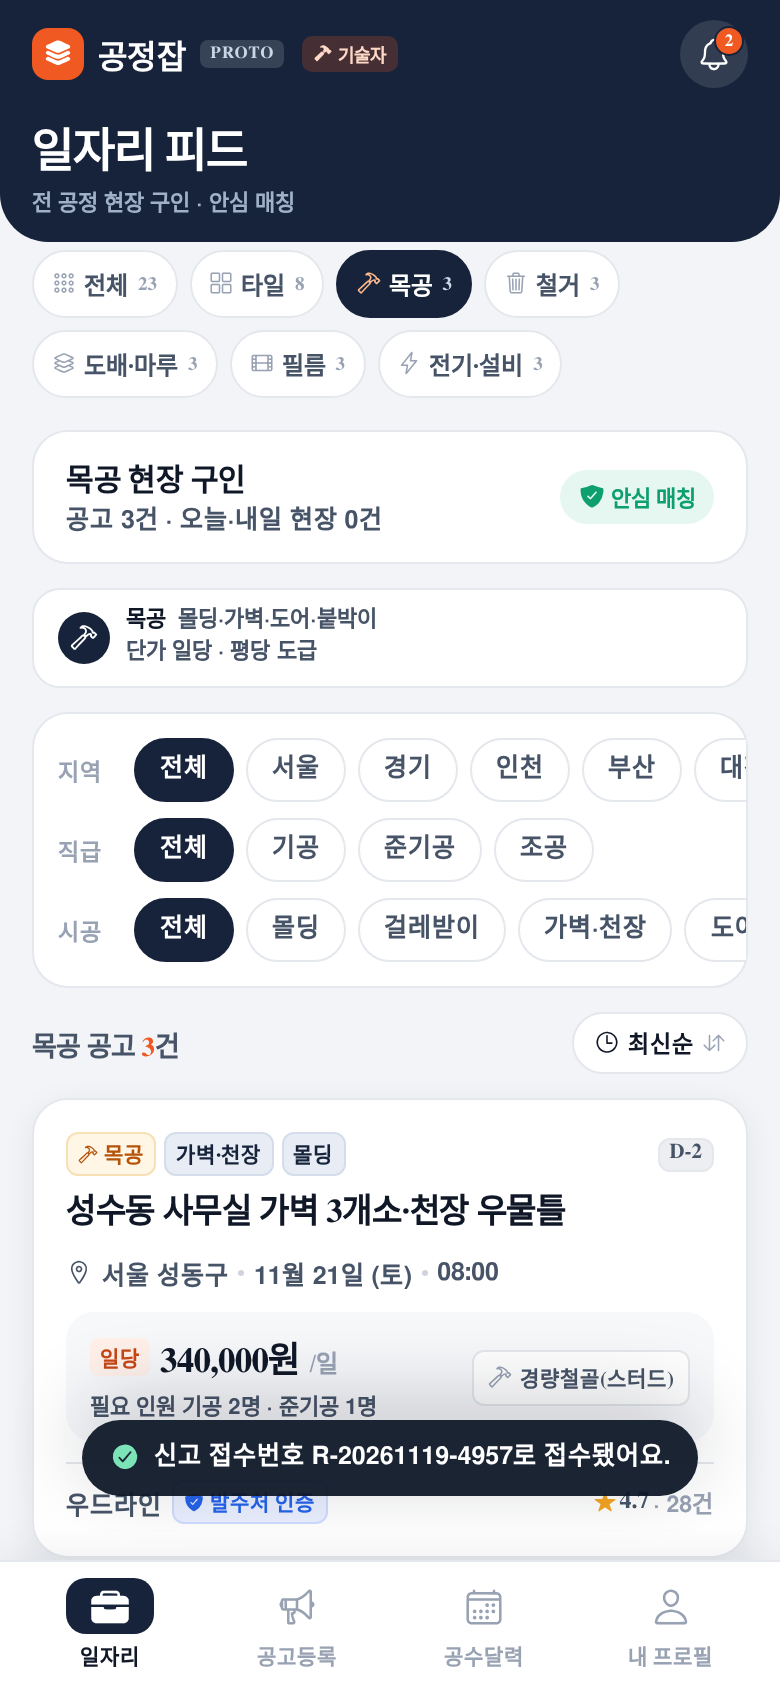 공정잡 PROTO 기술자 2
일자리 피드
전 공정 현장 구인 · 안심 매칭
전체 23 타일 8 목공 3 철거 3
도배·마루 3 필름 3 전기·설비 3
목공 현장 구인
공고 3건 · 오늘·내일 현장 0건
안심 매칭
목공 몰딩·가벽·도어·붙박이
단가 일당 · 평당 도급
지역 전체 서울 경기 인천 부산
직급 전체 기공 준기공 조공
시공 전체 몰딩 걸레받이 가벽·천장
목공 공고 3건 최신순
목공 가벽·천장 몰딩 D-2
성수동 사무실 가벽 3개소·천장 우물틀
서울 성동구 · 11월 21일 (토) · 08:00
일당 340,000원 /일
필요 인원 기공 2명 · 준기공 1명
경량철골(스터드)
신고 접수번호 R-20261119-4957로 접수됐어요.
우드라인 발주처 인증 4.7 · 28건
일자리 공고등록 공수달력 내 프로필